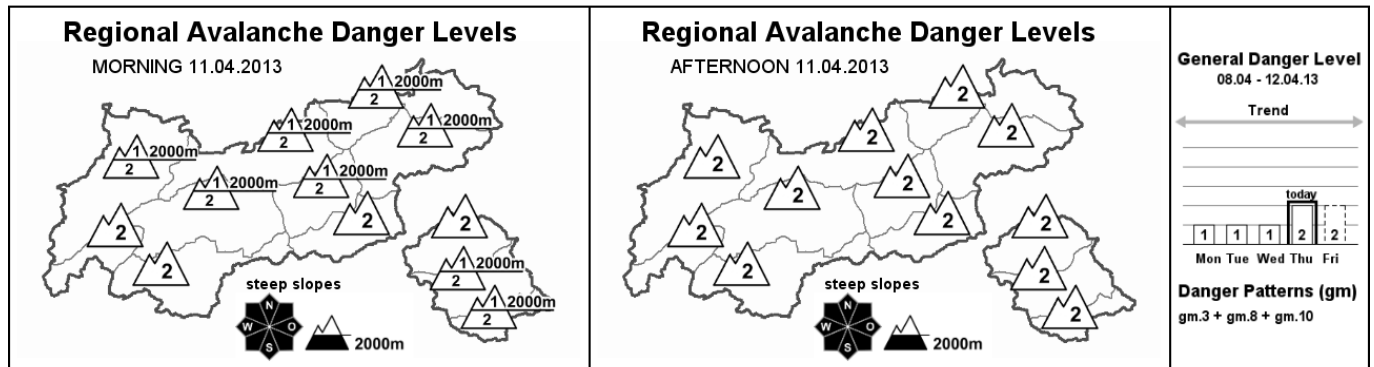 Regional Avalanche Danger Levels
MORNING 11.04.2013
1 2000m
2
1 2000m
2
1 2000m
2
1 2000m
2
1 2000m
2
1 2000m
2
2
2
2
2
1 2000m
2
1 2000m
2
steep slopes
N
W O
S
2000m
Regional Avalanche Danger Levels
AFTERNOON 11.04.2013
2
2
2
2
2
2
2
2
2
2
2
2
steep slopes
N
W O
S
2000m
General Danger Level
08.04 - 12.04.13
Trend
today
1 1 1 2 2
Mon Tue Wed Thu Fri
Danger Patterns (gm)
gm.3 + gm.8 + gm.10